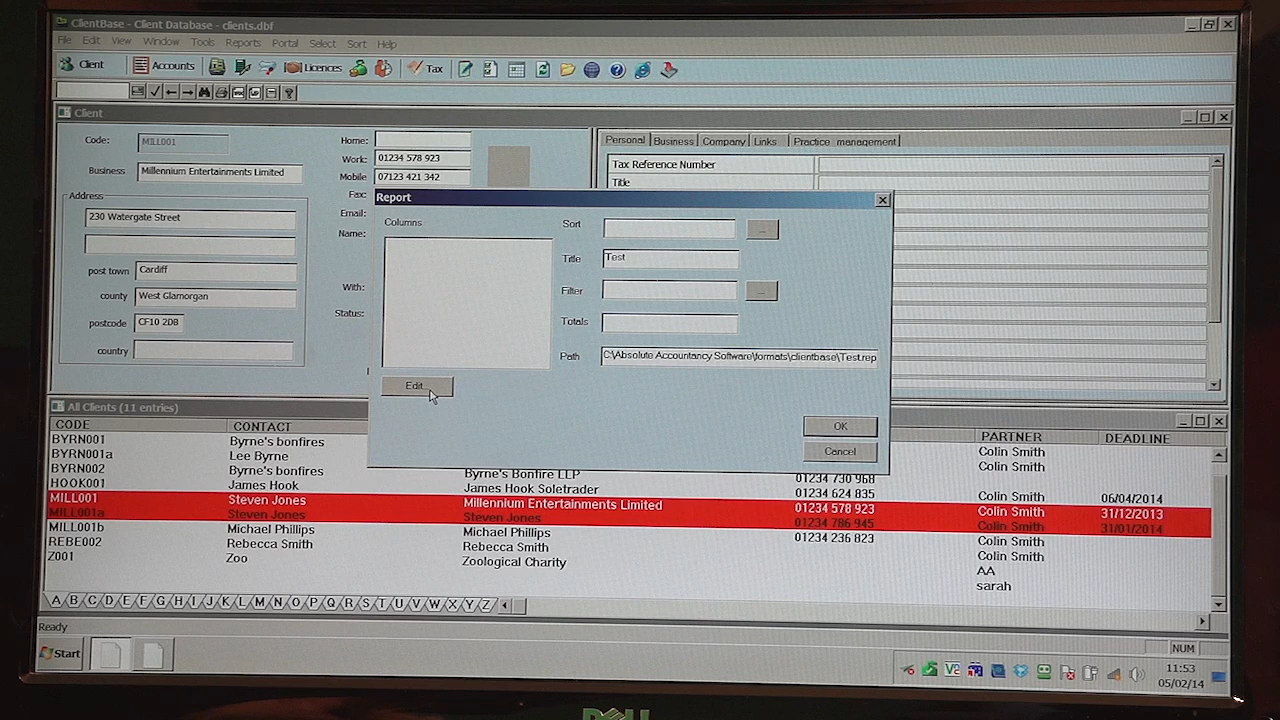 ClientBase - Client Database - clients.dbf
File Edit View Window Tools Reports Portal Select Sort Help
Client Accounts Licences Tax
Client
Code: MILL001
Business Millennium Entertainments Limited
Address
230 Watergate Street
post town Cardiff
county West Glamorgan
postcode CF10 2DB
country
Home:
Work: 01234 578 923
Mobile 07123 421 342
Fax:
Email:
Name:
With:
Status:
Personal Business Company Links Practice management
Tax Reference Number
Title
Report
Columns
Edit...
Sort ...
Title Test
Filter ...
Totals
Path C:\Absolute Accountancy Software\formats\clientbase\Test.rep
OK
Cancel
All Clients (11 entries)
CODE CONTACT PARTNER DEADLINE
BYRN001 Byrne's bonfires Colin Smith
BYRN001a Lee Byrne Colin Smith
BYRN002 Byrne's bonfires Byrne's Bonfire LLP 01234 730 968
HOOK001 James Hook James Hook Soletrader 01234 624 835 Colin Smith 06/04/2014
MILL001 Steven Jones Millennium Entertainments Limited 01234 578 923 Colin Smith 31/12/2013
MILL001a Steven Jones Steven Jones 01234 786 945 Colin Smith 31/01/2014
MILL001b Michael Phillips Michael Phillips 01234 236 823 Colin Smith
REBE002 Rebecca Smith Rebecca Smith Colin Smith
Z001 Zoo Zoological Charity AA
sarah
A B C D E F G H I J K L M N O P Q R S T U V W X Y Z
Ready
NUM
Start
11:53
05/02/14
DELL